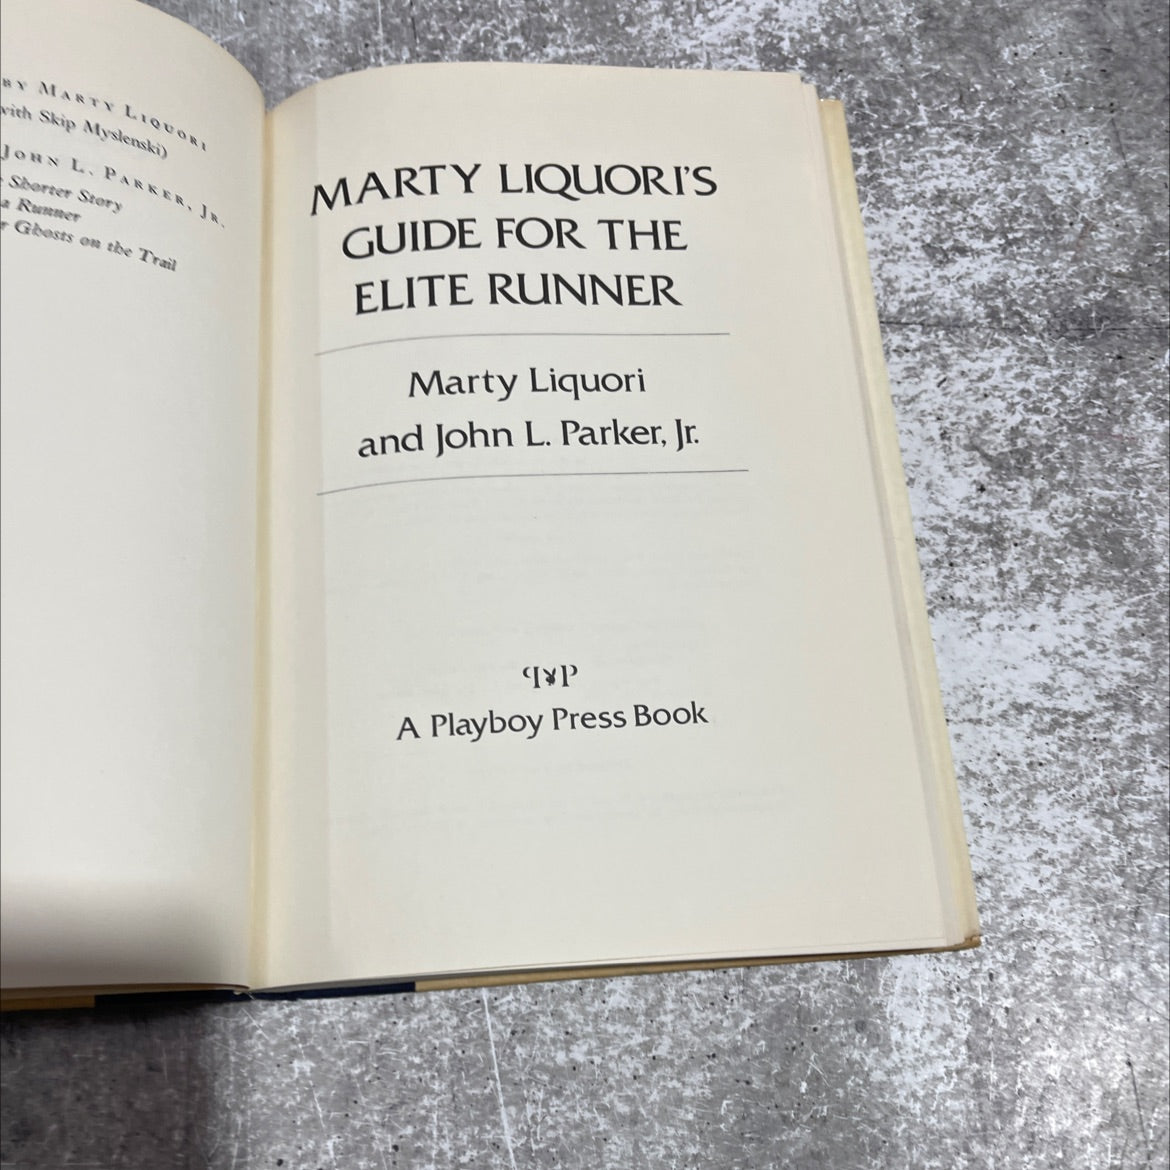 BY MARTY LIQUORI
with Skip Myslenski)
JOHN L. PARKER, JR.
Shorter Story
a Runner
Ghosts on the Trail
MARTY LIQUORI'S
GUIDE FOR THE
ELITE RUNNER
Marty Liquori
and John L. Parker, Jr.
PP
A Playboy Press Book